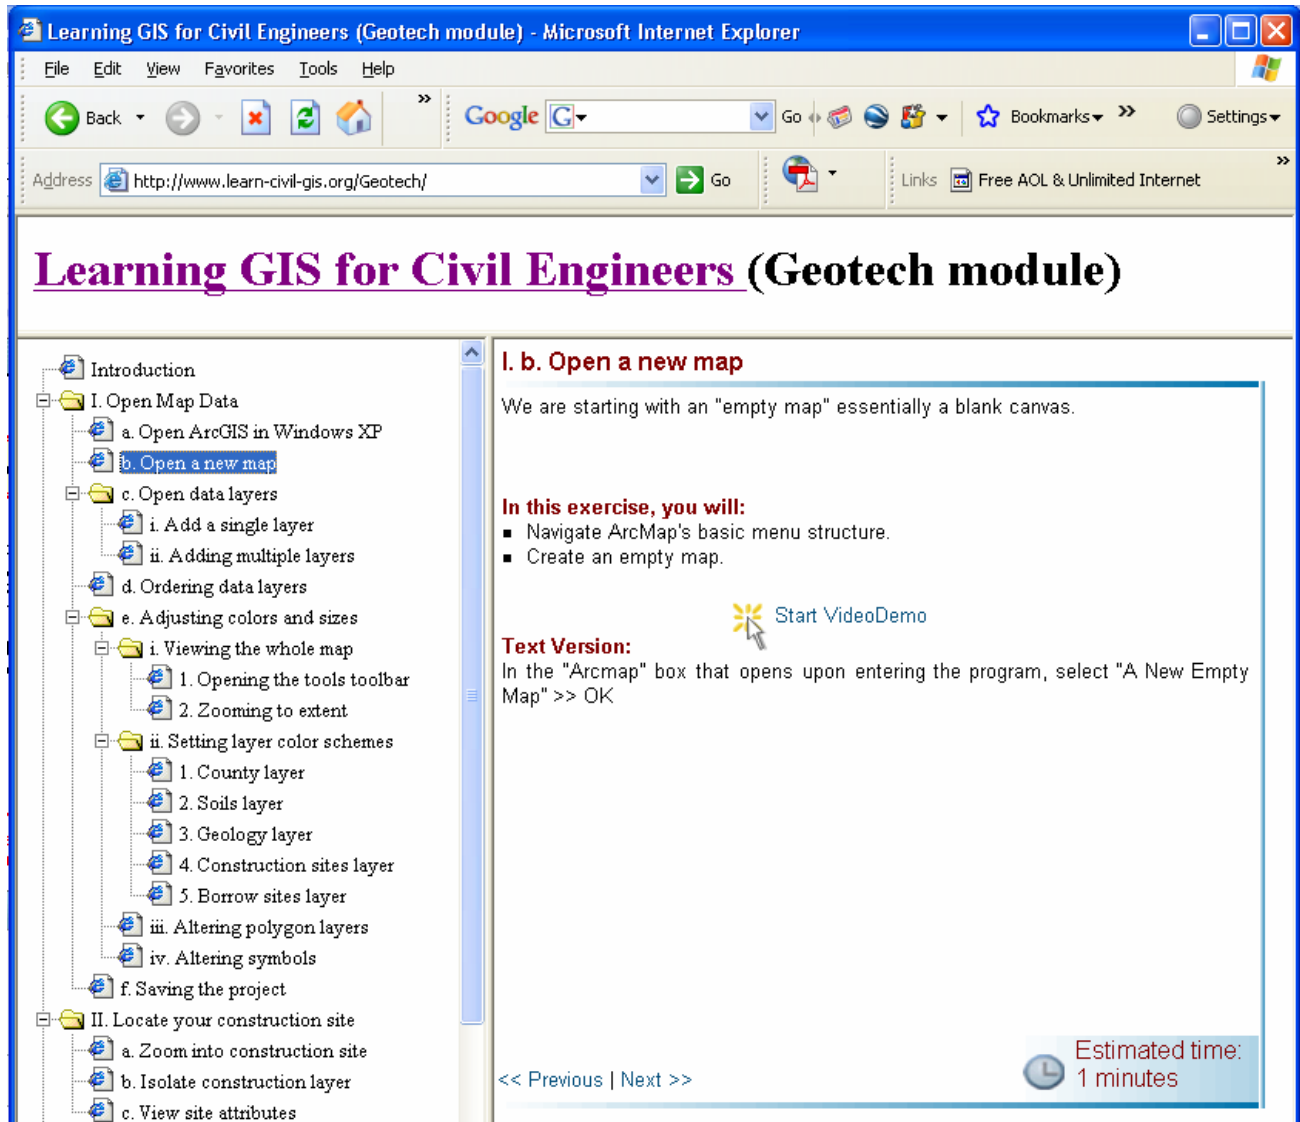 Learning GIS for Civil Engineers (Geotech module) - Microsoft Internet Explorer
File Edit View Favorites Tools Help
Back » Google G Go Bookmarks » Settings
Address http://www.learn-civil-gis.org/Geotech/ Go Links Free AOL & Unlimited Internet »
Learning GIS for Civil Engineers (Geotech module)
Introduction
I. Open Map Data
a. Open ArcGIS in Windows XP
b. Open a new map
c. Open data layers
i. Add a single layer
ii. Adding multiple layers
d. Ordering data layers
e. Adjusting colors and sizes
i. Viewing the whole map
1. Opening the tools toolbar
2. Zooming to extent
ii. Setting layer color schemes
1. County layer
2. Soils layer
3. Geology layer
4. Construction sites layer
5. Borrow sites layer
iii. Altering polygon layers
iv. Altering symbols
f. Saving the project
II. Locate your construction site
a. Zoom into construction site
b. Isolate construction layer
c. View site attributes
I. b. Open a new map
We are starting with an "empty map" essentially a blank canvas.
In this exercise, you will:
▪ Navigate ArcMap's basic menu structure.
▪ Create an empty map.
Start VideoDemo
Text Version:
In the "Arcmap" box that opens upon entering the program, select "A New Empty
Map" >> OK
Estimated time:
1 minutes
<< Previous | Next >>